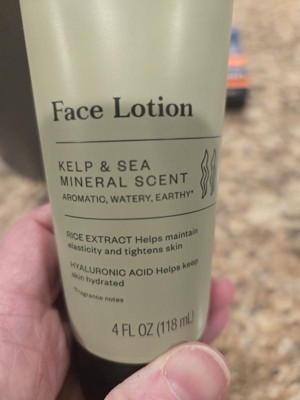 Face Lotion
KELP & SEA
MINERAL SCENT
AROMATIC, WATERY, EARTHY*
RICE EXTRACT Helps maintain
elasticity and tightens skin
HYALURONIC ACID Helps keep
skin hydrated
*Fragrance notes
4 FL OZ (118 mL)